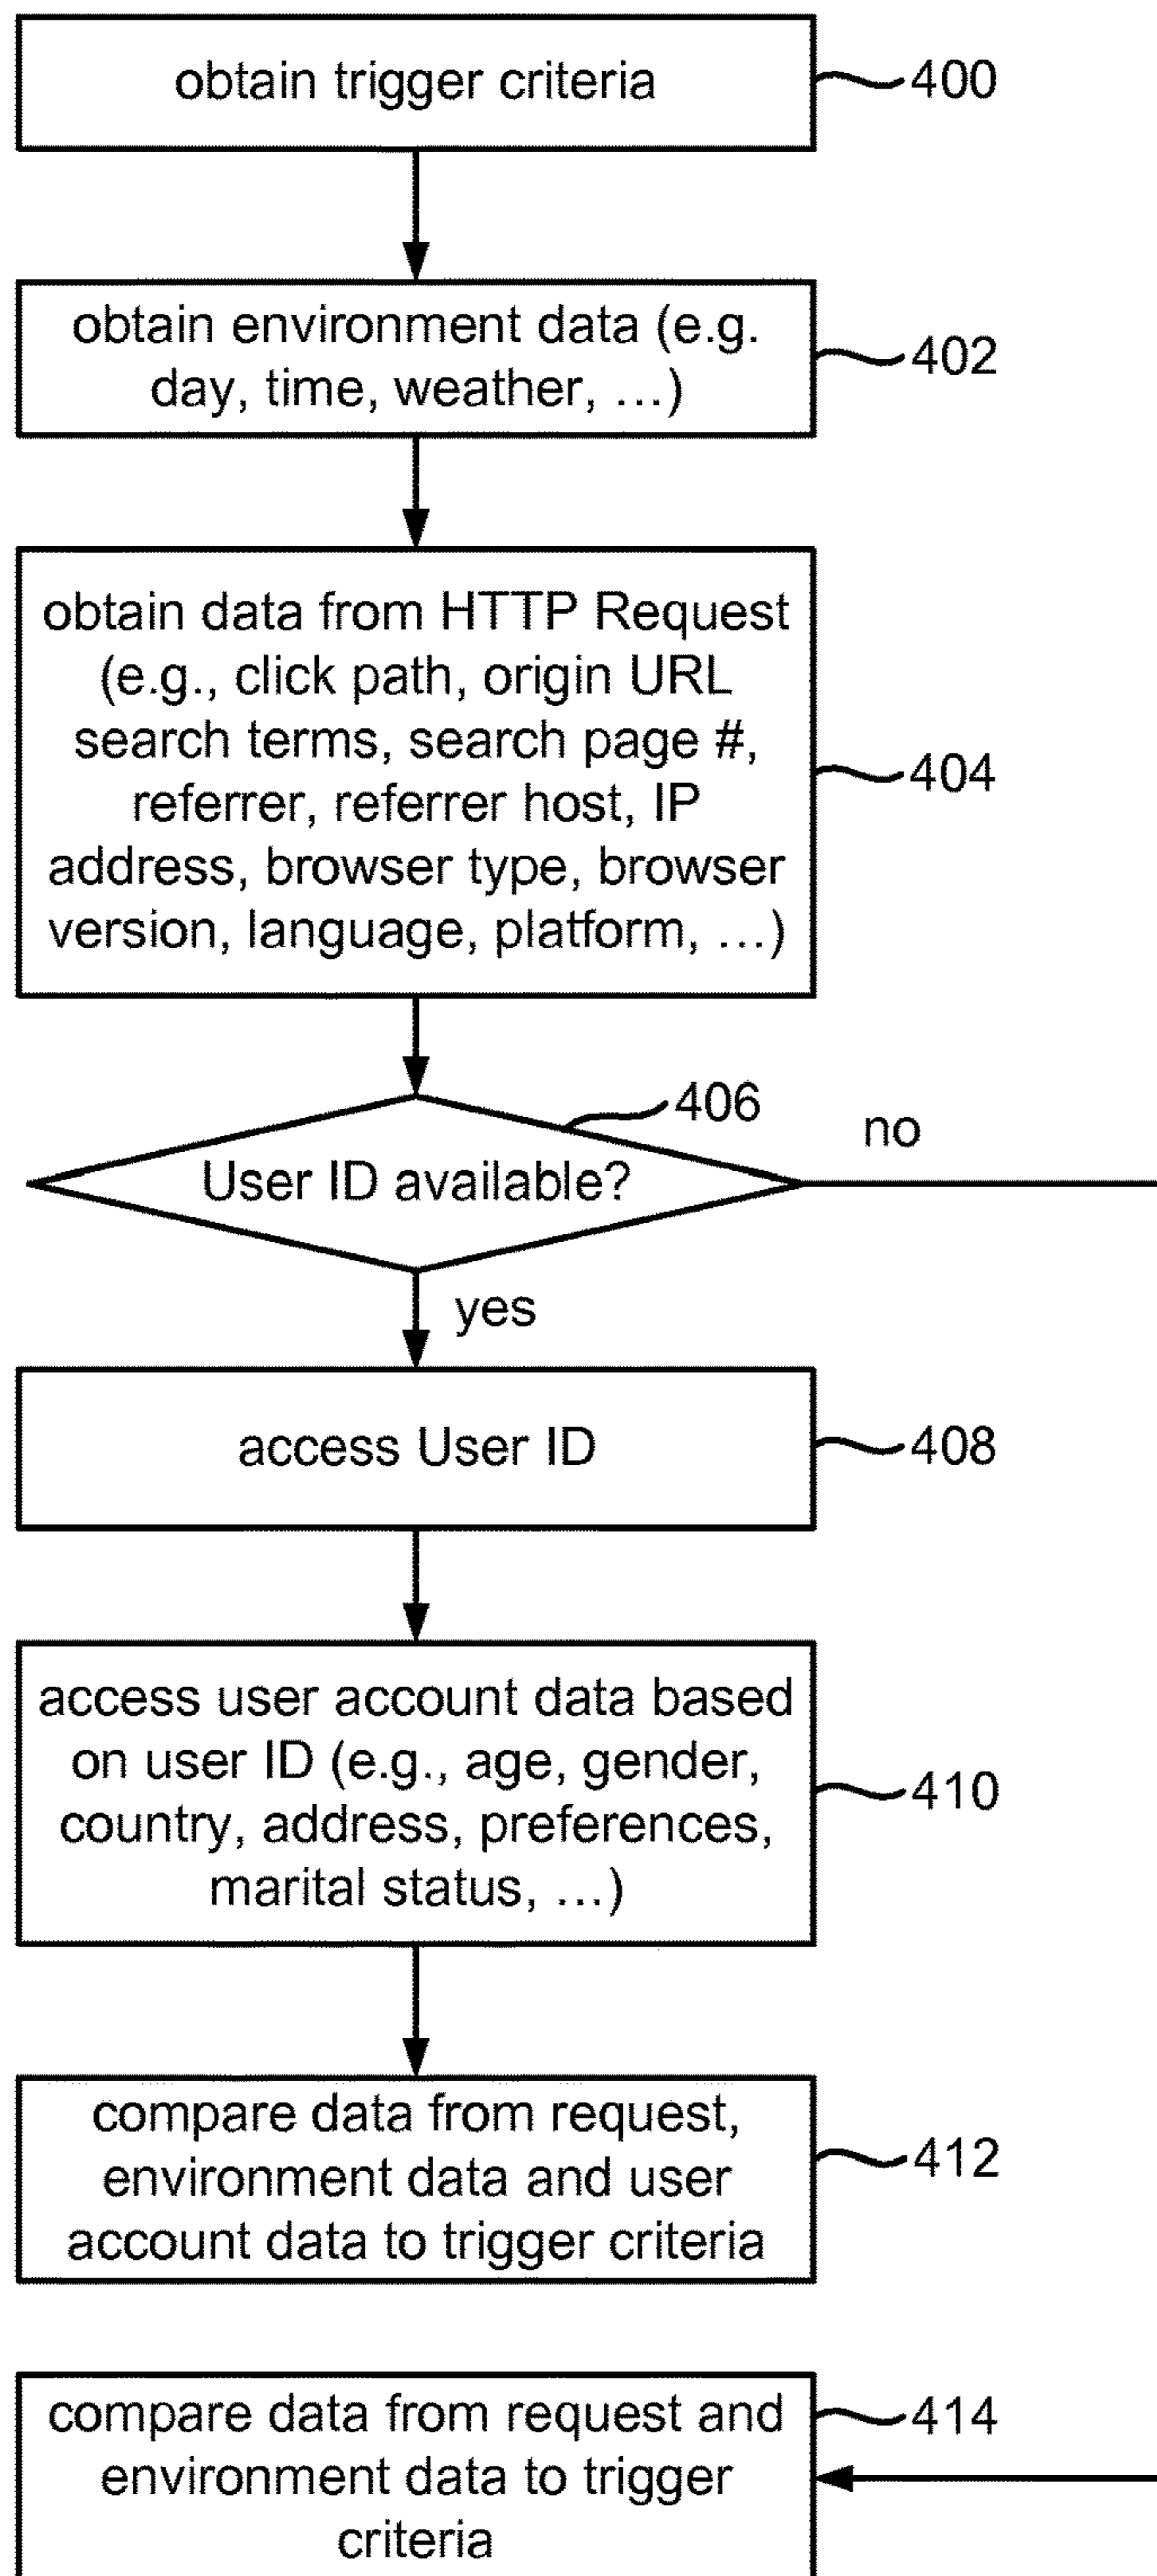 obtain trigger criteria
400
obtain environment data (e.g.
day, time, weather, …)
402
obtain data from HTTP Request
(e.g., click path, origin URL
search terms, search page #,
referrer, referrer host, IP
address, browser type, browser
version, language, platform, …)
404
406
no
User ID available?
yes
access User ID
408
access user account data based
on user ID (e.g., age, gender,
country, address, preferences,
marital status, …)
410
compare data from request,
environment data and user
account data to trigger criteria
412
compare data from request and
environment data to trigger
criteria
414